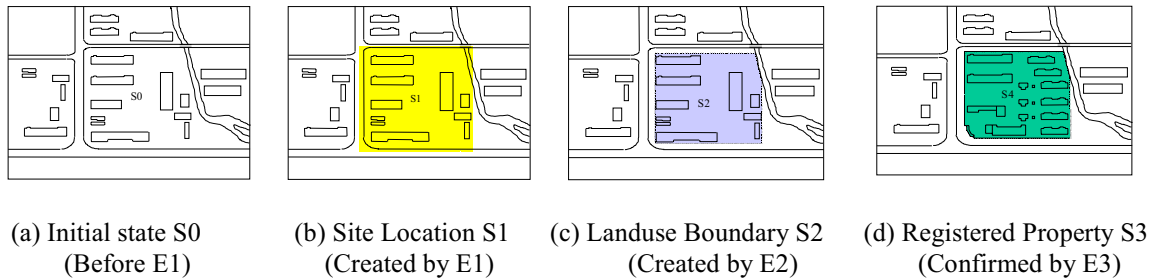 S0
S1
S2
S4
(a) Initial state S0
(Before E1)
(b) Site Location S1
(Created by E1)
(c) Landuse Boundary S2
(Created by E2)
(d) Registered Property S3
(Confirmed by E3)